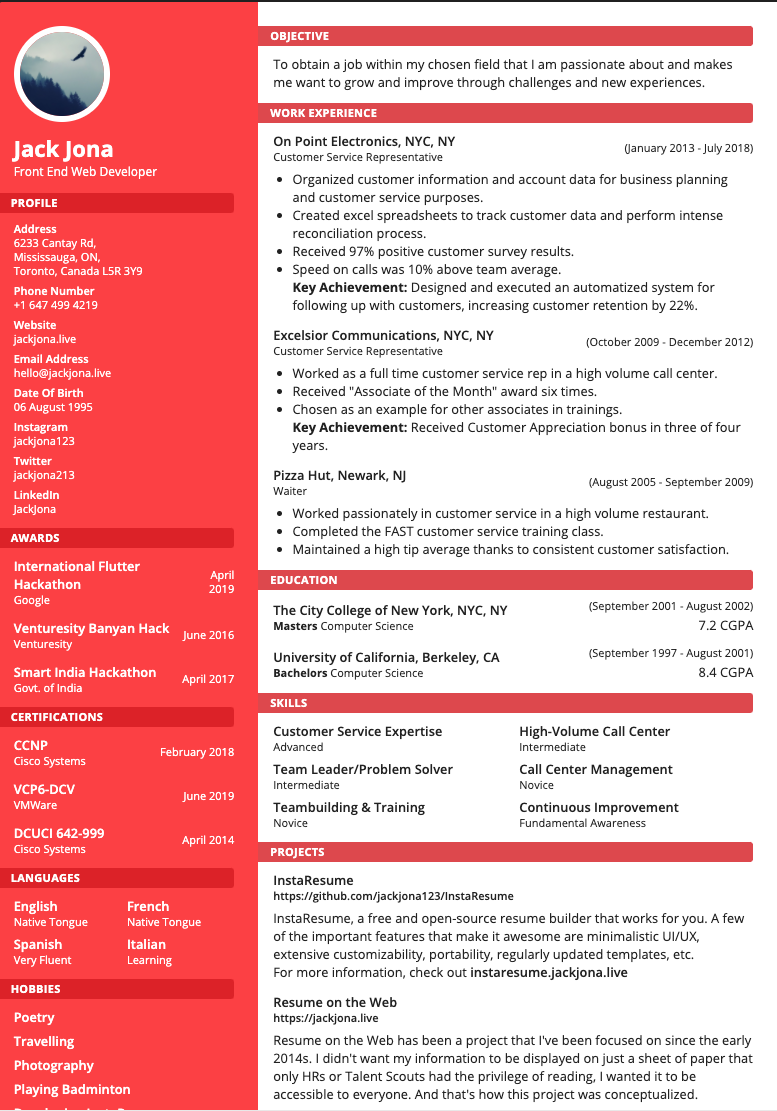 Jack Jona
Front End Web Developer
PROFILE
Address
6233 Cantay Rd,
Mississauga, ON,
Toronto, Canada L5R 3Y9
Phone Number
+1 647 499 4219
Website
jackjona.live
Email Address
hello@jackjona.live
Date Of Birth
06 August 1995
Instagram
jackjona123
Twitter
jackjona213
LinkedIn
JackJona
AWARDS
International Flutter
Hackathon
Google
April
2019
Venturesity Banyan Hack
Venturesity
June 2016
Smart India Hackathon
Govt. of India
April 2017
CERTIFICATIONS
CCNP
Cisco Systems
February 2018
VCP6-DCV
VMWare
June 2019
DCUCI 642-999
Cisco Systems
April 2014
LANGUAGES
English
Native Tongue
French
Native Tongue
Spanish
Very Fluent
Italian
Learning
HOBBIES
Poetry
Travelling
Photography
Playing Badminton
OBJECTIVE
To obtain a job within my chosen field that I am passionate about and makes
me want to grow and improve through challenges and new experiences.
WORK EXPERIENCE
On Point Electronics, NYC, NY
Customer Service Representative
(January 2013 - July 2018)
• Organized customer information and account data for business planning
and customer service purposes.
• Created excel spreadsheets to track customer data and perform intense
reconciliation process.
• Received 97% positive customer survey results.
• Speed on calls was 10% above team average.
Key Achievement: Designed and executed an automatized system for
following up with customers, increasing customer retention by 22%.
Excelsior Communications, NYC, NY
Customer Service Representative
(October 2009 - December 2012)
• Worked as a full time customer service rep in a high volume call center.
• Received "Associate of the Month" award six times.
• Chosen as an example for other associates in trainings.
Key Achievement: Received Customer Appreciation bonus in three of four
years.
Pizza Hut, Newark, NJ
Waiter
(August 2005 - September 2009)
• Worked passionately in customer service in a high volume restaurant.
• Completed the FAST customer service training class.
• Maintained a high tip average thanks to consistent customer satisfaction.
EDUCATION
The City College of New York, NYC, NY
Masters Computer Science
(September 2001 - August 2002)
7.2 CGPA
University of California, Berkeley, CA
Bachelors Computer Science
(September 1997 - August 2001)
8.4 CGPA
SKILLS
Customer Service Expertise
Advanced
High-Volume Call Center
Intermediate
Team Leader/Problem Solver
Intermediate
Call Center Management
Novice
Teambuilding & Training
Novice
Continuous Improvement
Fundamental Awareness
PROJECTS
InstaResume
https://github.com/jackjona123/InstaResume
InstaResume, a free and open-source resume builder that works for you. A few
of the important features that make it awesome are minimalistic UI/UX,
extensive customizability, portability, regularly updated templates, etc.
For more information, check out instaresume.jackjona.live
Resume on the Web
https://jackjona.live
Resume on the Web has been a project that I've been focused on since the early
2014s. I didn't want my information to be displayed on just a sheet of paper that
only HRs or Talent Scouts had the privilege of reading, I wanted it to be
accessible to everyone. And that's how this project was conceptualized.